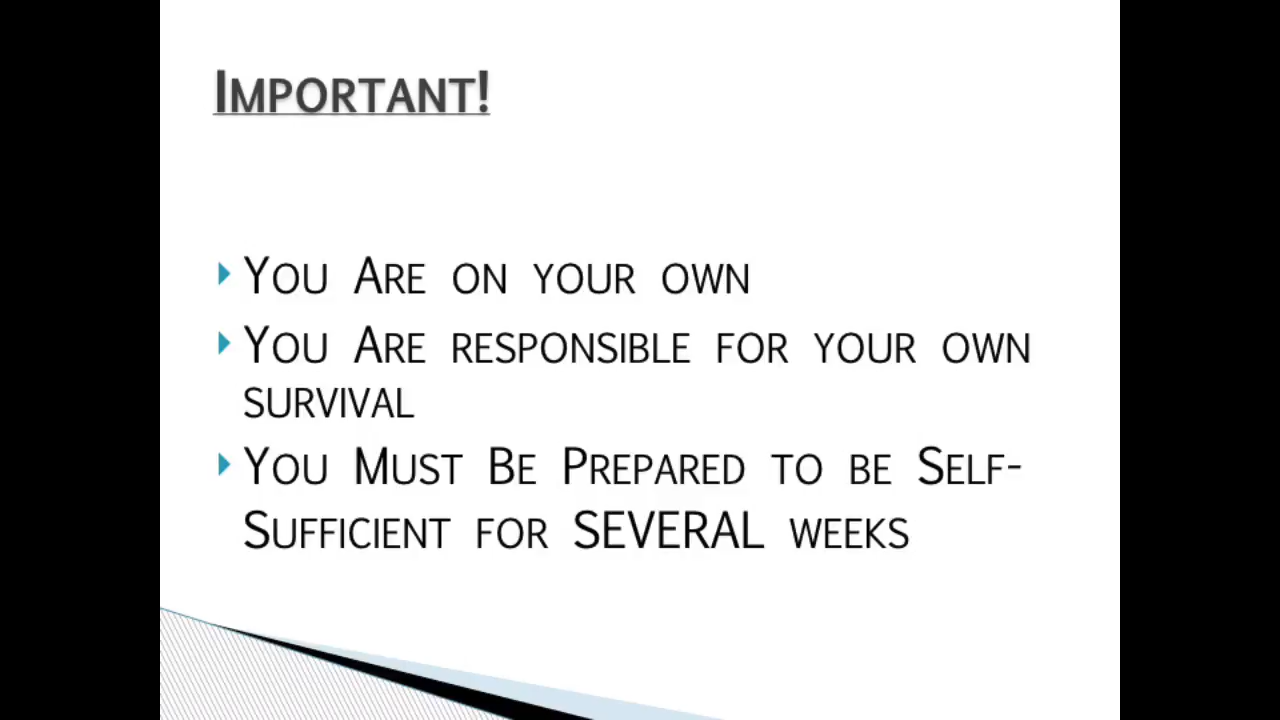 Important!
You Are on your own
You Are responsible for your own
survival
You Must Be Prepared to be Self-
Sufficient for SEVERAL weeks